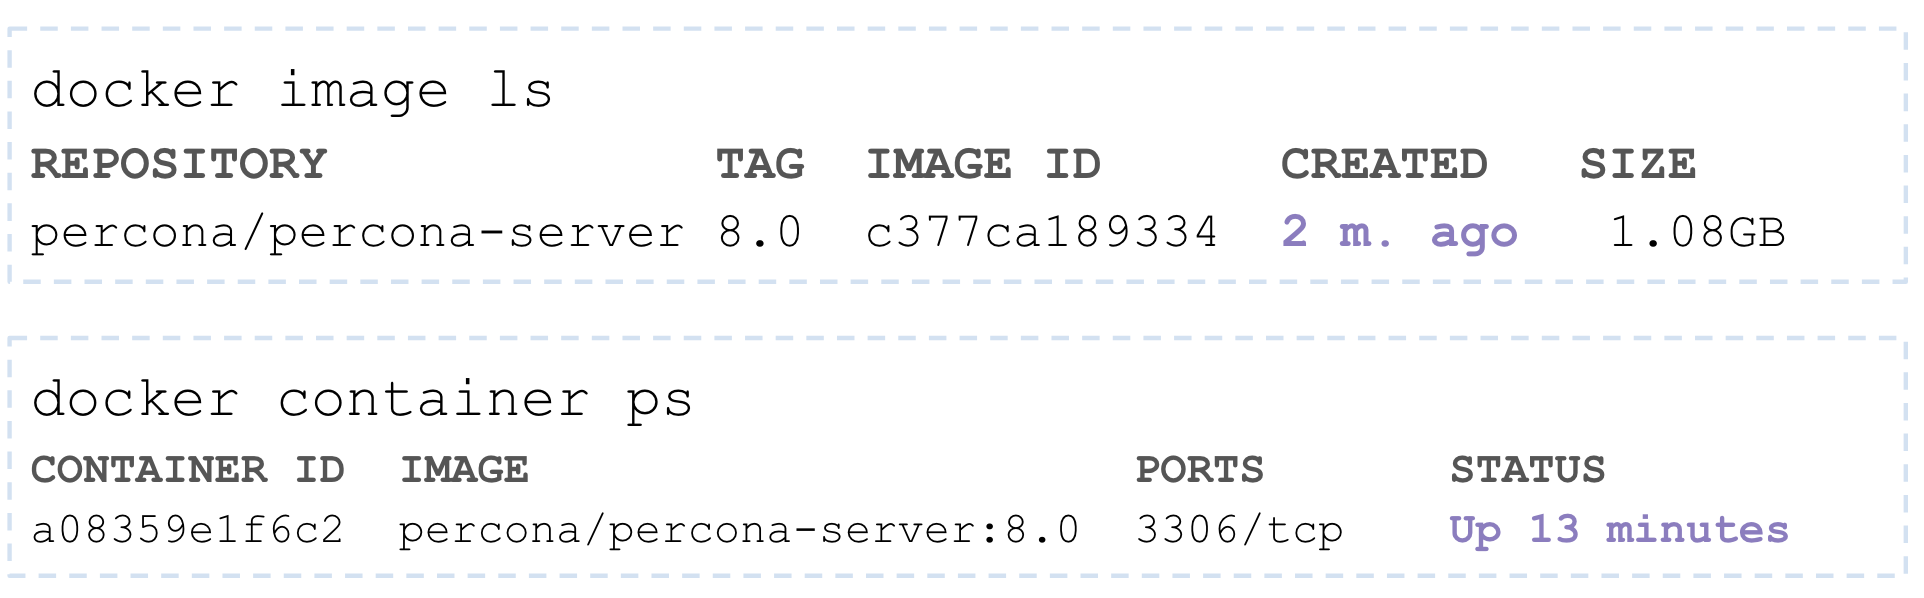 docker image ls
REPOSITORY TAG IMAGE ID CREATED SIZE
percona/percona-server 8.0 c377ca189334 2 m. ago 1.08GB
docker container ps
CONTAINER ID IMAGE PORTS STATUS
a08359e1f6c2 percona/percona-server:8.0 3306/tcp Up 13 minutes